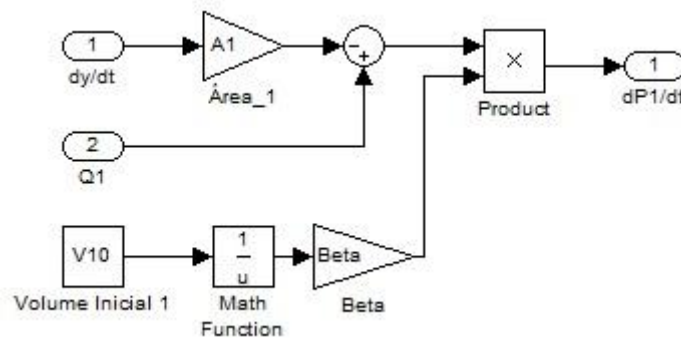 1
dy/dt
A1
Área_1
-
+
×
Product
1
dP1/dt
2
Q1
V10
Volume Inicial 1
1
u
Math
Function
Beta
Beta